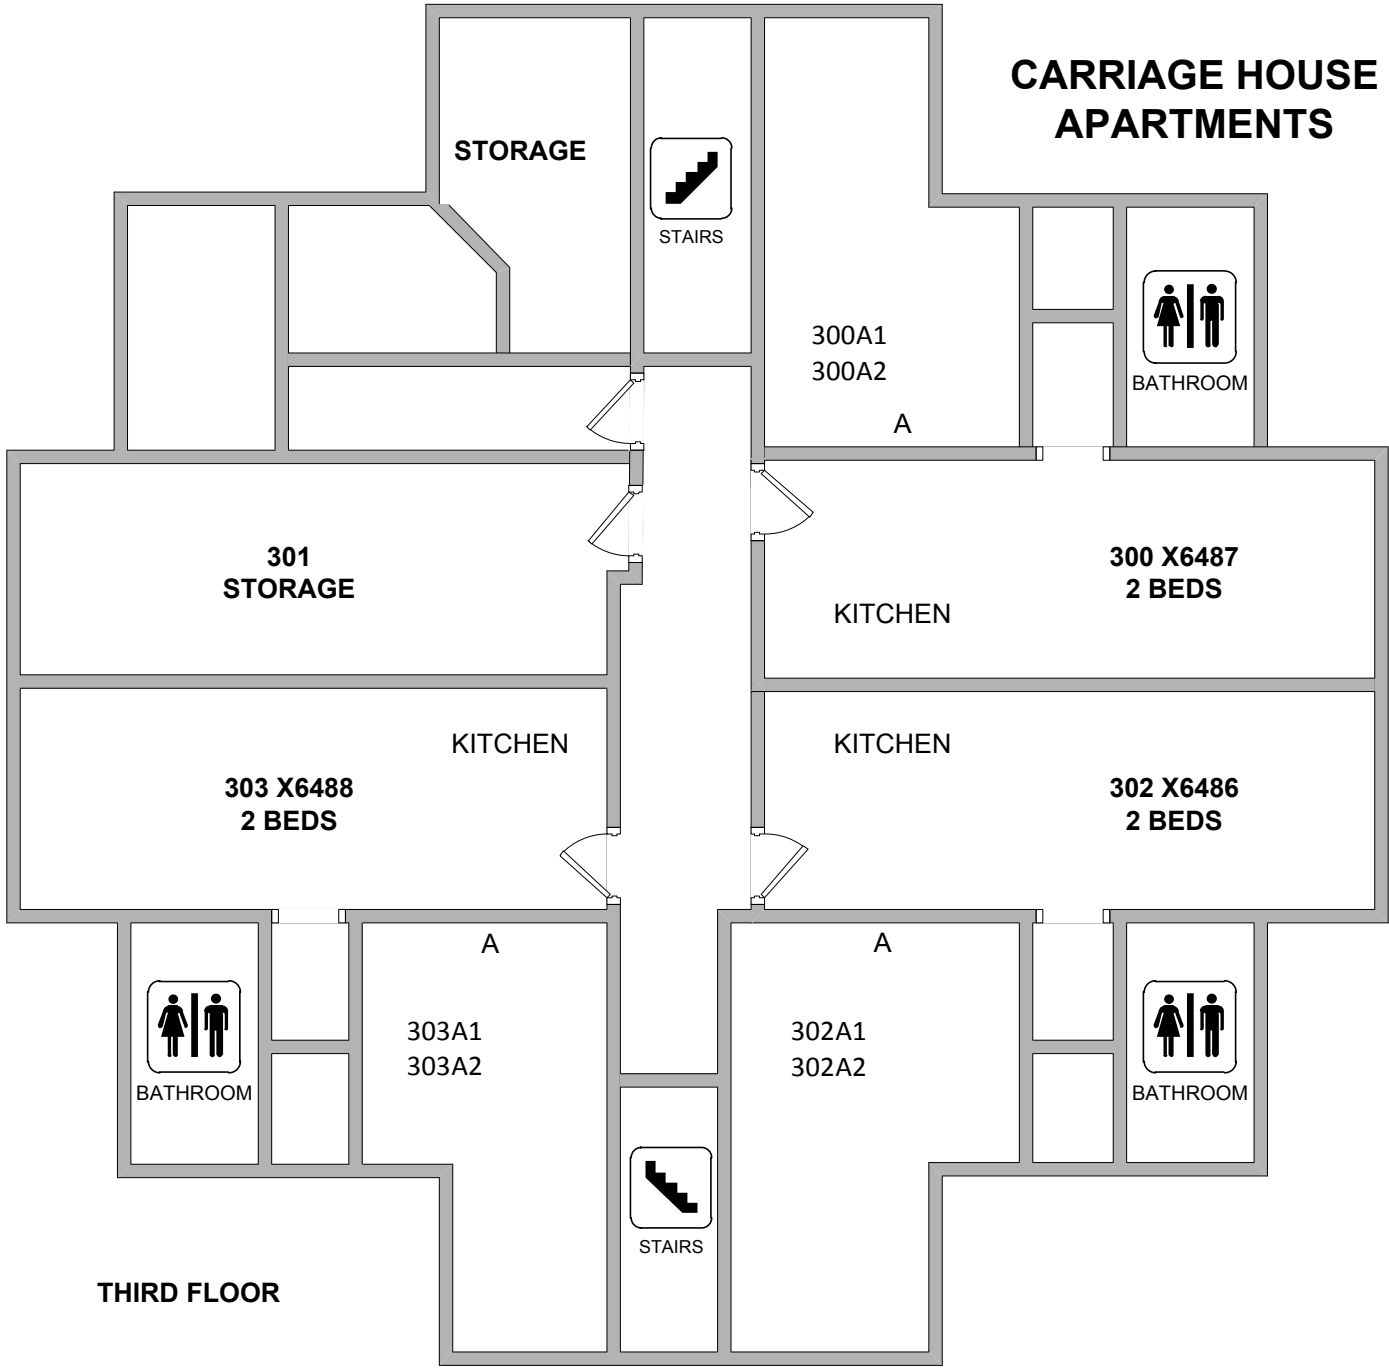 CARRIAGE HOUSE
APARTMENTS
STORAGE
STAIRS
300A1
300A2
A
BATHROOM
301
STORAGE
300 X6487
2 BEDS
KITCHEN
KITCHEN
KITCHEN
303 X6488
2 BEDS
302 X6486
2 BEDS
A
A
303A1
303A2
302A1
302A2
BATHROOM
BATHROOM
STAIRS
THIRD FLOOR